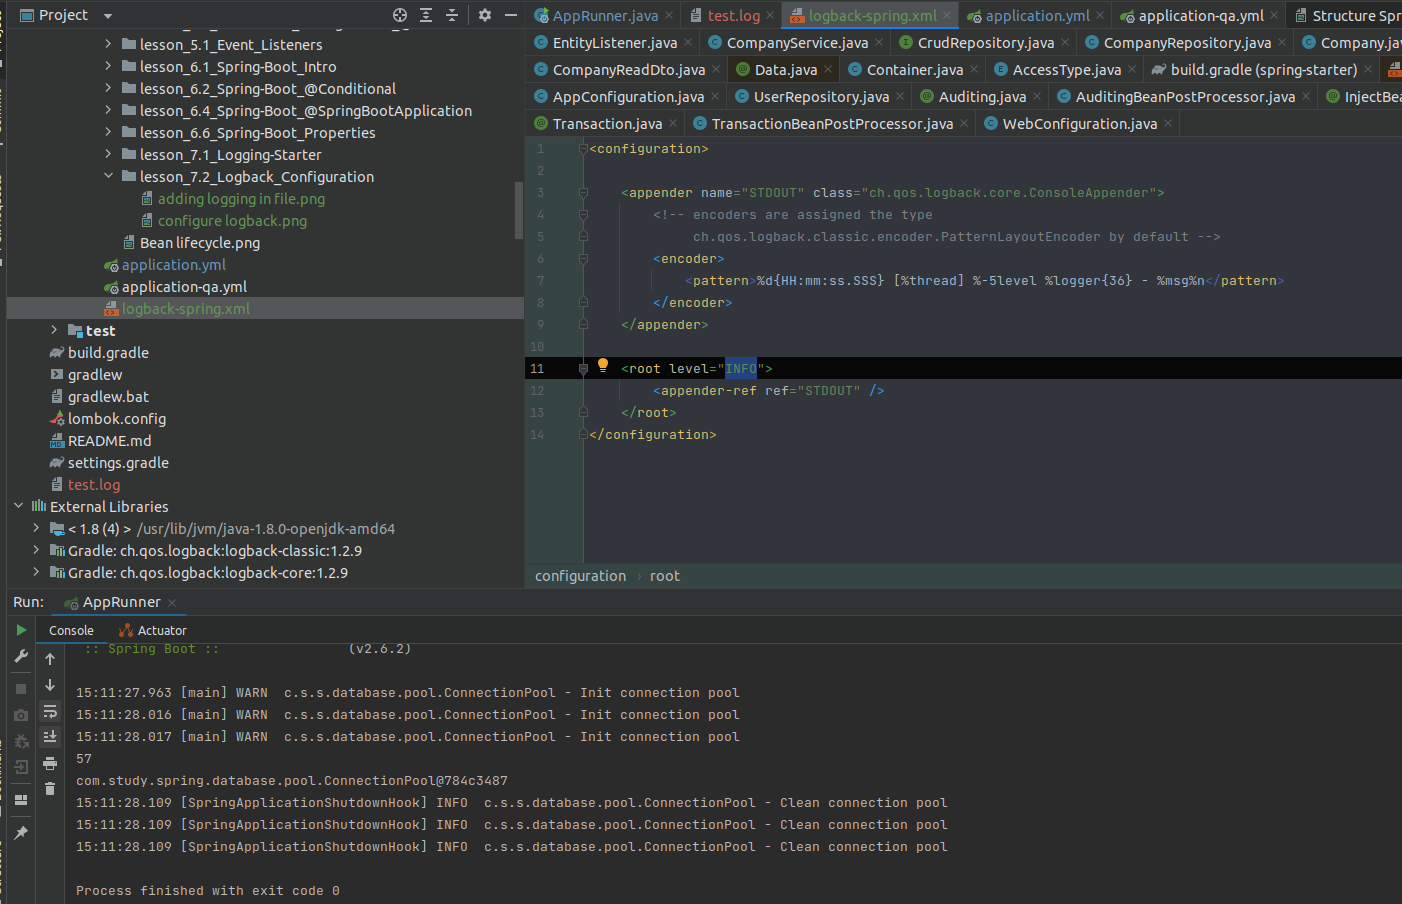 Project
lesson_5.1_Event_Listeners
lesson_6.1_Spring-Boot_Intro
lesson_6.2_Spring-Boot_@Conditional
lesson_6.4_Spring-Boot_@SpringBootApplication
lesson_6.6_Spring-Boot_Properties
lesson_7.1_Logging-Starter
lesson_7.2_Logback_Configuration
adding logging in file.png
configure logback.png
Bean lifecycle.png
application.yml
application-qa.yml
logback-spring.xml
test
build.gradle
gradlew
gradlew.bat
lombok.config
README.md
settings.gradle
test.log
External Libraries
< 1.8 (4) > /usr/lib/jvm/java-1.8.0-openjdk-amd64
Gradle: ch.qos.logback:logback-classic:1.2.9
Gradle: ch.qos.logback:logback-core:1.2.9
AppRunner.java test.log logback-spring.xml application.yml application-qa.yml Structure Spr
EntityListener.java CompanyService.java CrudRepository.java CompanyRepository.java Company.jav
CompanyReadDto.java Data.java Container.java AccessType.java build.gradle (spring-starter)
AppConfiguration.java UserRepository.java Auditing.java AuditingBeanPostProcessor.java InjectBea
Transaction.java TransactionBeanPostProcessor.java WebConfiguration.java
1 <configuration>
2
3 <appender name="STDOUT" class="ch.qos.logback.core.ConsoleAppender">
4 <!-- encoders are assigned the type
5 ch.qos.logback.classic.encoder.PatternLayoutEncoder by default -->
6 <encoder>
7 <pattern>%d{HH:mm:ss.SSS} [%thread] %-5level %logger{36} - %msg%n</pattern>
8 </encoder>
9 </appender>
10
11 <root level="INFO">
12 <appender-ref ref="STDOUT" />
13 </root>
14 </configuration>
configuration › root
Run: AppRunner
Console Actuator
:: Spring Boot :: (v2.6.2)
15:11:27.963 [main] WARN c.s.s.database.pool.ConnectionPool - Init connection pool
15:11:28.016 [main] WARN c.s.s.database.pool.ConnectionPool - Init connection pool
15:11:28.017 [main] WARN c.s.s.database.pool.ConnectionPool - Init connection pool
57
com.study.spring.database.pool.ConnectionPool@784c3487
15:11:28.109 [SpringApplicationShutdownHook] INFO c.s.s.database.pool.ConnectionPool - Clean connection pool
15:11:28.109 [SpringApplicationShutdownHook] INFO c.s.s.database.pool.ConnectionPool - Clean connection pool
15:11:28.109 [SpringApplicationShutdownHook] INFO c.s.s.database.pool.ConnectionPool - Clean connection pool
Process finished with exit code 0